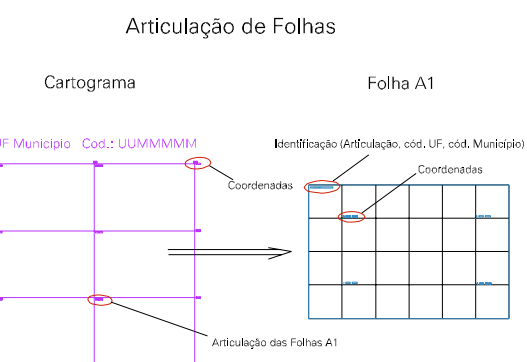 Articulação de Folhas
Cartograma
Folha A1
UF Municipio Cod.: UUMMMMM
Identificação (Articulação, cód. UF, cód. Município)
Coordenadas
Coordenadas
Articulação das Folhas A1